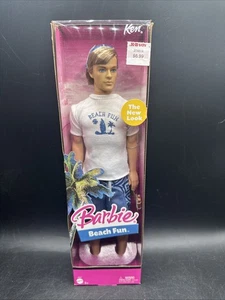 Ken.
BEACH FUN
The
New
Look
Barbie
Beach Fun.